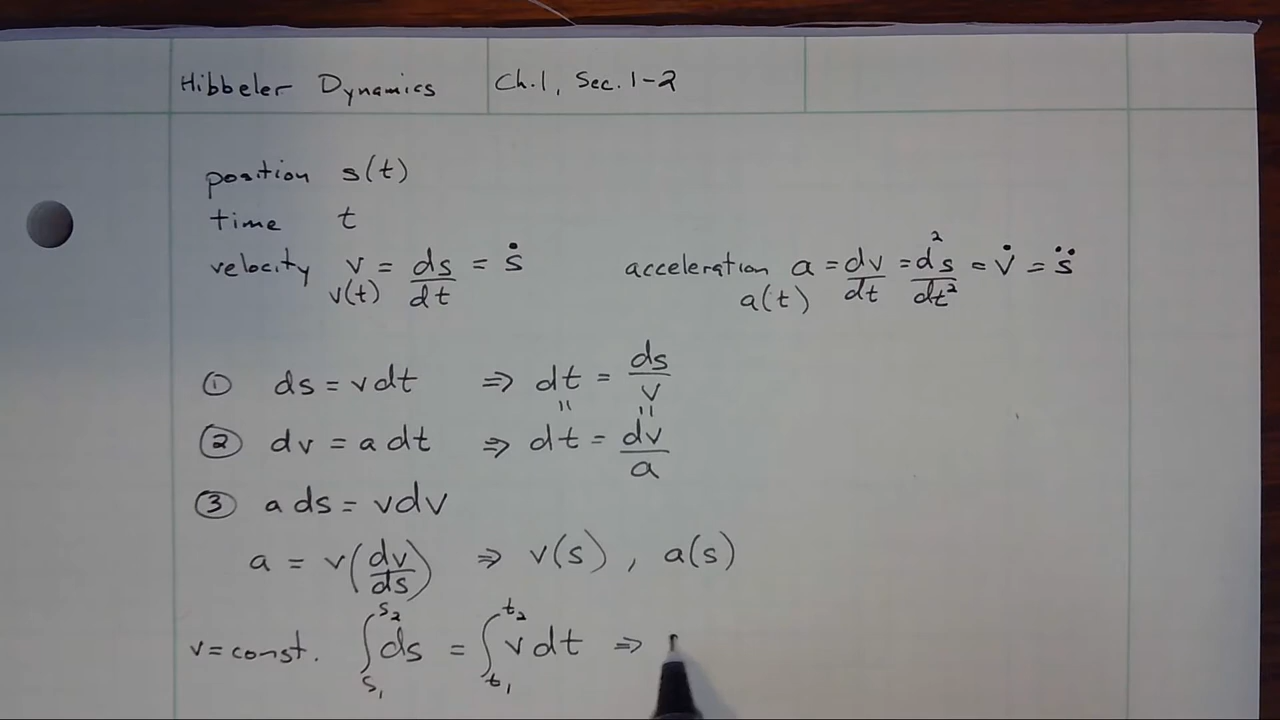 Hibbeler Dynamics Ch.1, Sec. 1-2
position s(t)
time t
velocity v = ds/dt = ṡ acceleration a = dv/dt = d²s/dt² = v̇ = s̈
v(t) a(t)
① ds = v dt ⇒ dt = ds/v
" "
② dv = a dt ⇒ dt = dv/a
③ a ds = v dv
a = v(dv/ds) ⇒ v(s), a(s)
v = const. ∫_{s₁}^{s₂} ds = ∫_{t₁}^{t₂} v dt ⇒